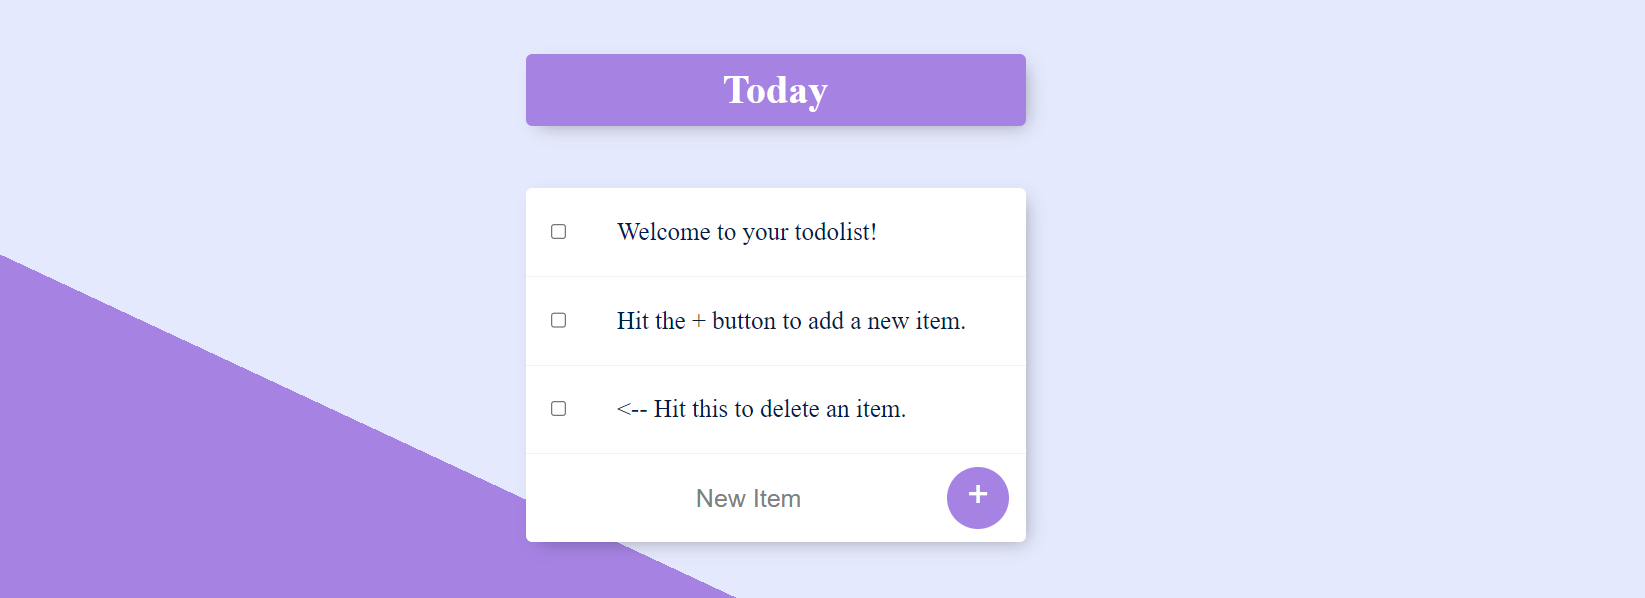 Today
Welcome to your todolist!
Hit the + button to add a new item.
<-- Hit this to delete an item.
New Item +